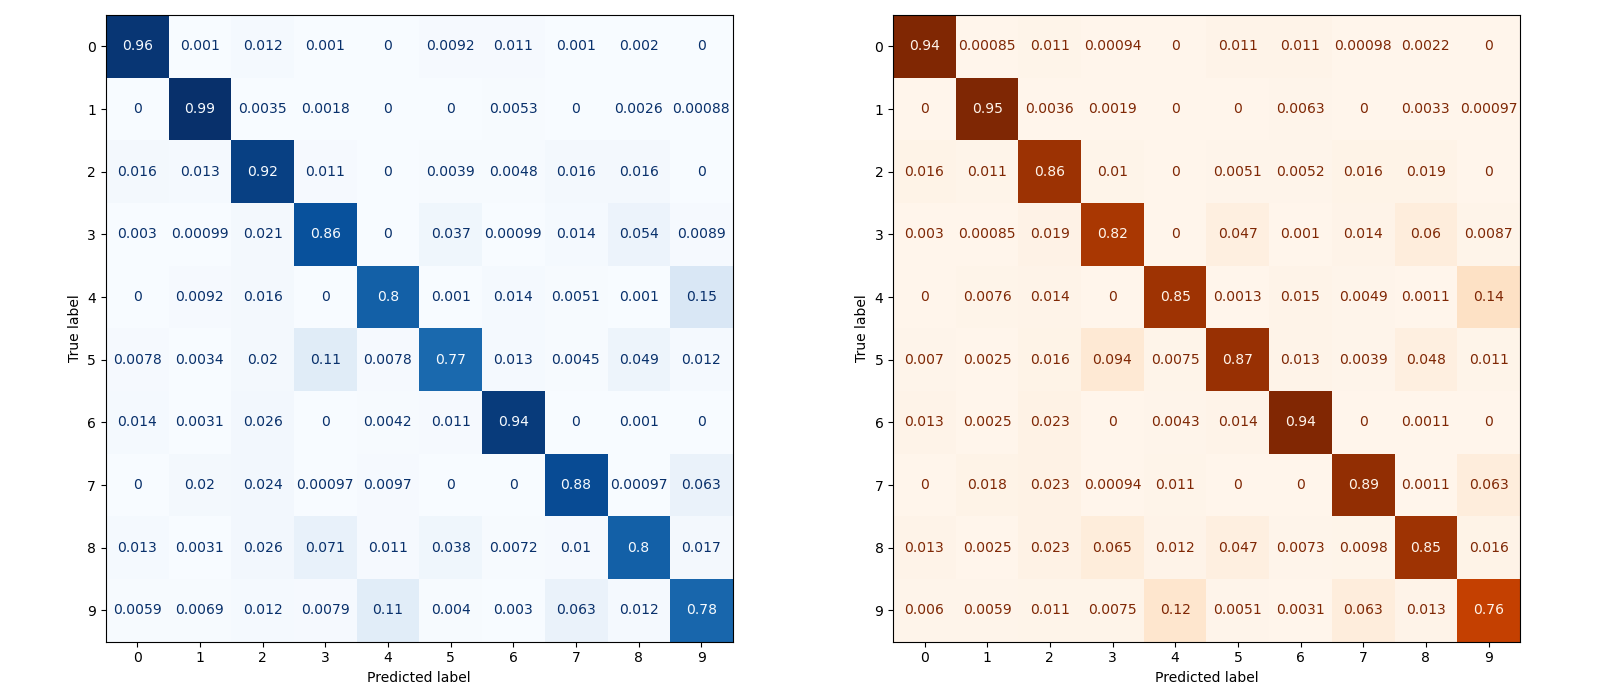 0 0.96 0.001 0.012 0.001 0 0.0092 0.011 0.001 0.002 0
1 0 0.99 0.0035 0.0018 0 0 0.0053 0 0.0026 0.00088
2 0.016 0.013 0.92 0.011 0 0.0039 0.0048 0.016 0.016 0
3 0.003 0.00099 0.021 0.86 0 0.037 0.00099 0.014 0.054 0.0089
4 0 0.0092 0.016 0 0.8 0.001 0.014 0.0051 0.001 0.15
True label
5 0.0078 0.0034 0.02 0.11 0.0078 0.77 0.013 0.0045 0.049 0.012
6 0.014 0.0031 0.026 0 0.0042 0.011 0.94 0 0.001 0
7 0 0.02 0.024 0.00097 0.0097 0 0 0.88 0.00097 0.063
8 0.013 0.0031 0.026 0.071 0.011 0.038 0.0072 0.01 0.8 0.017
9 0.0059 0.0069 0.012 0.0079 0.11 0.004 0.003 0.063 0.012 0.78
0 1 2 3 4 5 6 7 8 9
Predicted label
0 0.94 0.00085 0.011 0.00094 0 0.011 0.011 0.00098 0.0022 0
1 0 0.95 0.0036 0.0019 0 0 0.0063 0 0.0033 0.00097
2 0.016 0.011 0.86 0.01 0 0.0051 0.0052 0.016 0.019 0
3 0.003 0.00085 0.019 0.82 0 0.047 0.001 0.014 0.06 0.0087
4 0 0.0076 0.014 0 0.85 0.0013 0.015 0.0049 0.0011 0.14
True label
5 0.007 0.0025 0.016 0.094 0.0075 0.87 0.013 0.0039 0.048 0.011
6 0.013 0.0025 0.023 0 0.0043 0.014 0.94 0 0.0011 0
7 0 0.018 0.023 0.00094 0.011 0 0 0.89 0.0011 0.063
8 0.013 0.0025 0.023 0.065 0.012 0.047 0.0073 0.0098 0.85 0.016
9 0.006 0.0059 0.011 0.0075 0.12 0.0051 0.0031 0.063 0.013 0.76
0 1 2 3 4 5 6 7 8 9
Predicted label